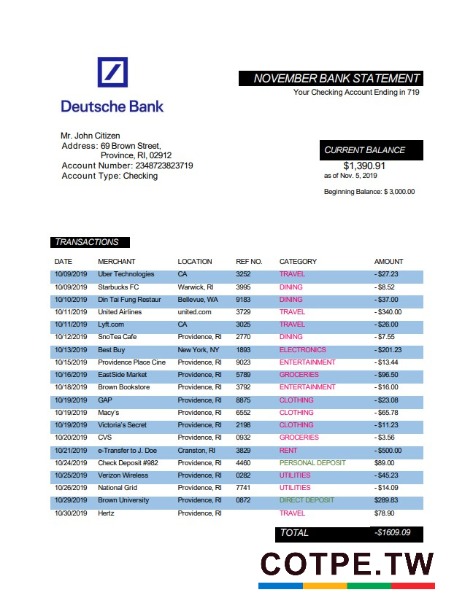 NOVEMBER BANK STATEMENT
Your Checking Account Ending in 719
Deutsche Bank
Mr. John Citizen
Address: 69 Brown Street,
Province, RI, 02912
Account Number: 2348723823719
Account Type: Checking
CURRENT BALANCE
$1,390.91
as of Nov. 5, 2019
Beginning Balance: $ 3,000.00
TRANSACTIONS
DATE MERCHANT LOCATION REF NO. CATEGORY AMOUNT
10/09/2019 Uber Technologies CA 3252 TRAVEL -$27.23
10/09/2019 Starbucks FC Warwick, RI 3995 DINING -$8.52
10/10/2019 Din Tai Fung Restaur Bellevue, WA 9183 DINING -$37.00
10/11/2019 United Airlines united.com 3729 TRAVEL -$340.00
10/11/2019 Lyft.com CA 3025 TRAVEL -$26.00
10/12/2019 SnoTea Cafe Providence, RI 2770 DINING -$7.55
10/13/2019 Best Buy New York, NY 1893 ELECTRONICS -$201.23
10/15/2019 Providence Place Cine Providence, RI 9023 ENTERTAINMENT -$13.44
10/16/2019 EastSide Market Providence, RI 5789 GROCERIES -$96.50
10/18/2019 Brown Bookstore Providence, RI 3792 ENTERTAINMENT -$16.00
10/19/2019 GAP Providence, RI 8875 CLOTHING -$23.08
10/19/2019 Macy's Providence, RI 6552 CLOTHING -$65.78
10/19/2019 Victoria's Secret Providence, RI 2198 CLOTHING -$11.23
10/20/2019 CVS Providence, RI 0932 GROCERIES -$3.56
10/21/2019 e-Transfer to J. Doe Cranston, RI 3829 RENT -$500.00
10/24/2019 Check Deposit #982 Providence, RI 4460 PERSONAL DEPOSIT $89.00
10/25/2019 Verizon Wireless Providence, RI 0282 UTILITIES -$45.23
10/26/2019 National Grid Providence, RI 7741 UTILITIES -$14.09
10/29/2019 Brown University Providence, RI 0872 DIRECT DEPOSIT $289.83
10/30/2019 Hertz Providence, RI TRAVEL $78.90
TOTAL -$1609.09
COTPE.TW